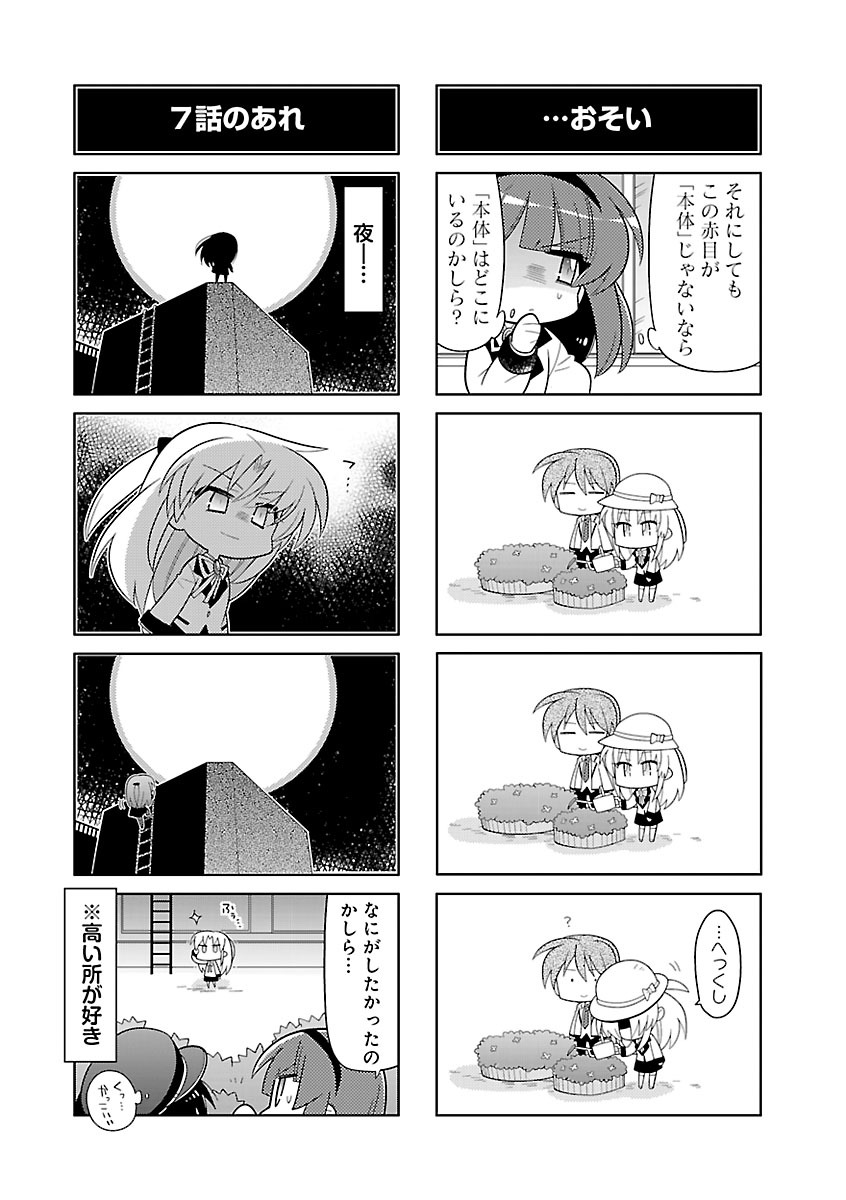 …おそい
それにしても
この赤目が
「本体」じゃないなら
「本体」はどこに
いるのかしら？
？
…へっくし
７話のあれ
夜―…
フ…
ふぅ…
なにがしたかったの
かしら…
くっ…
かっこいい
※高い所が好き